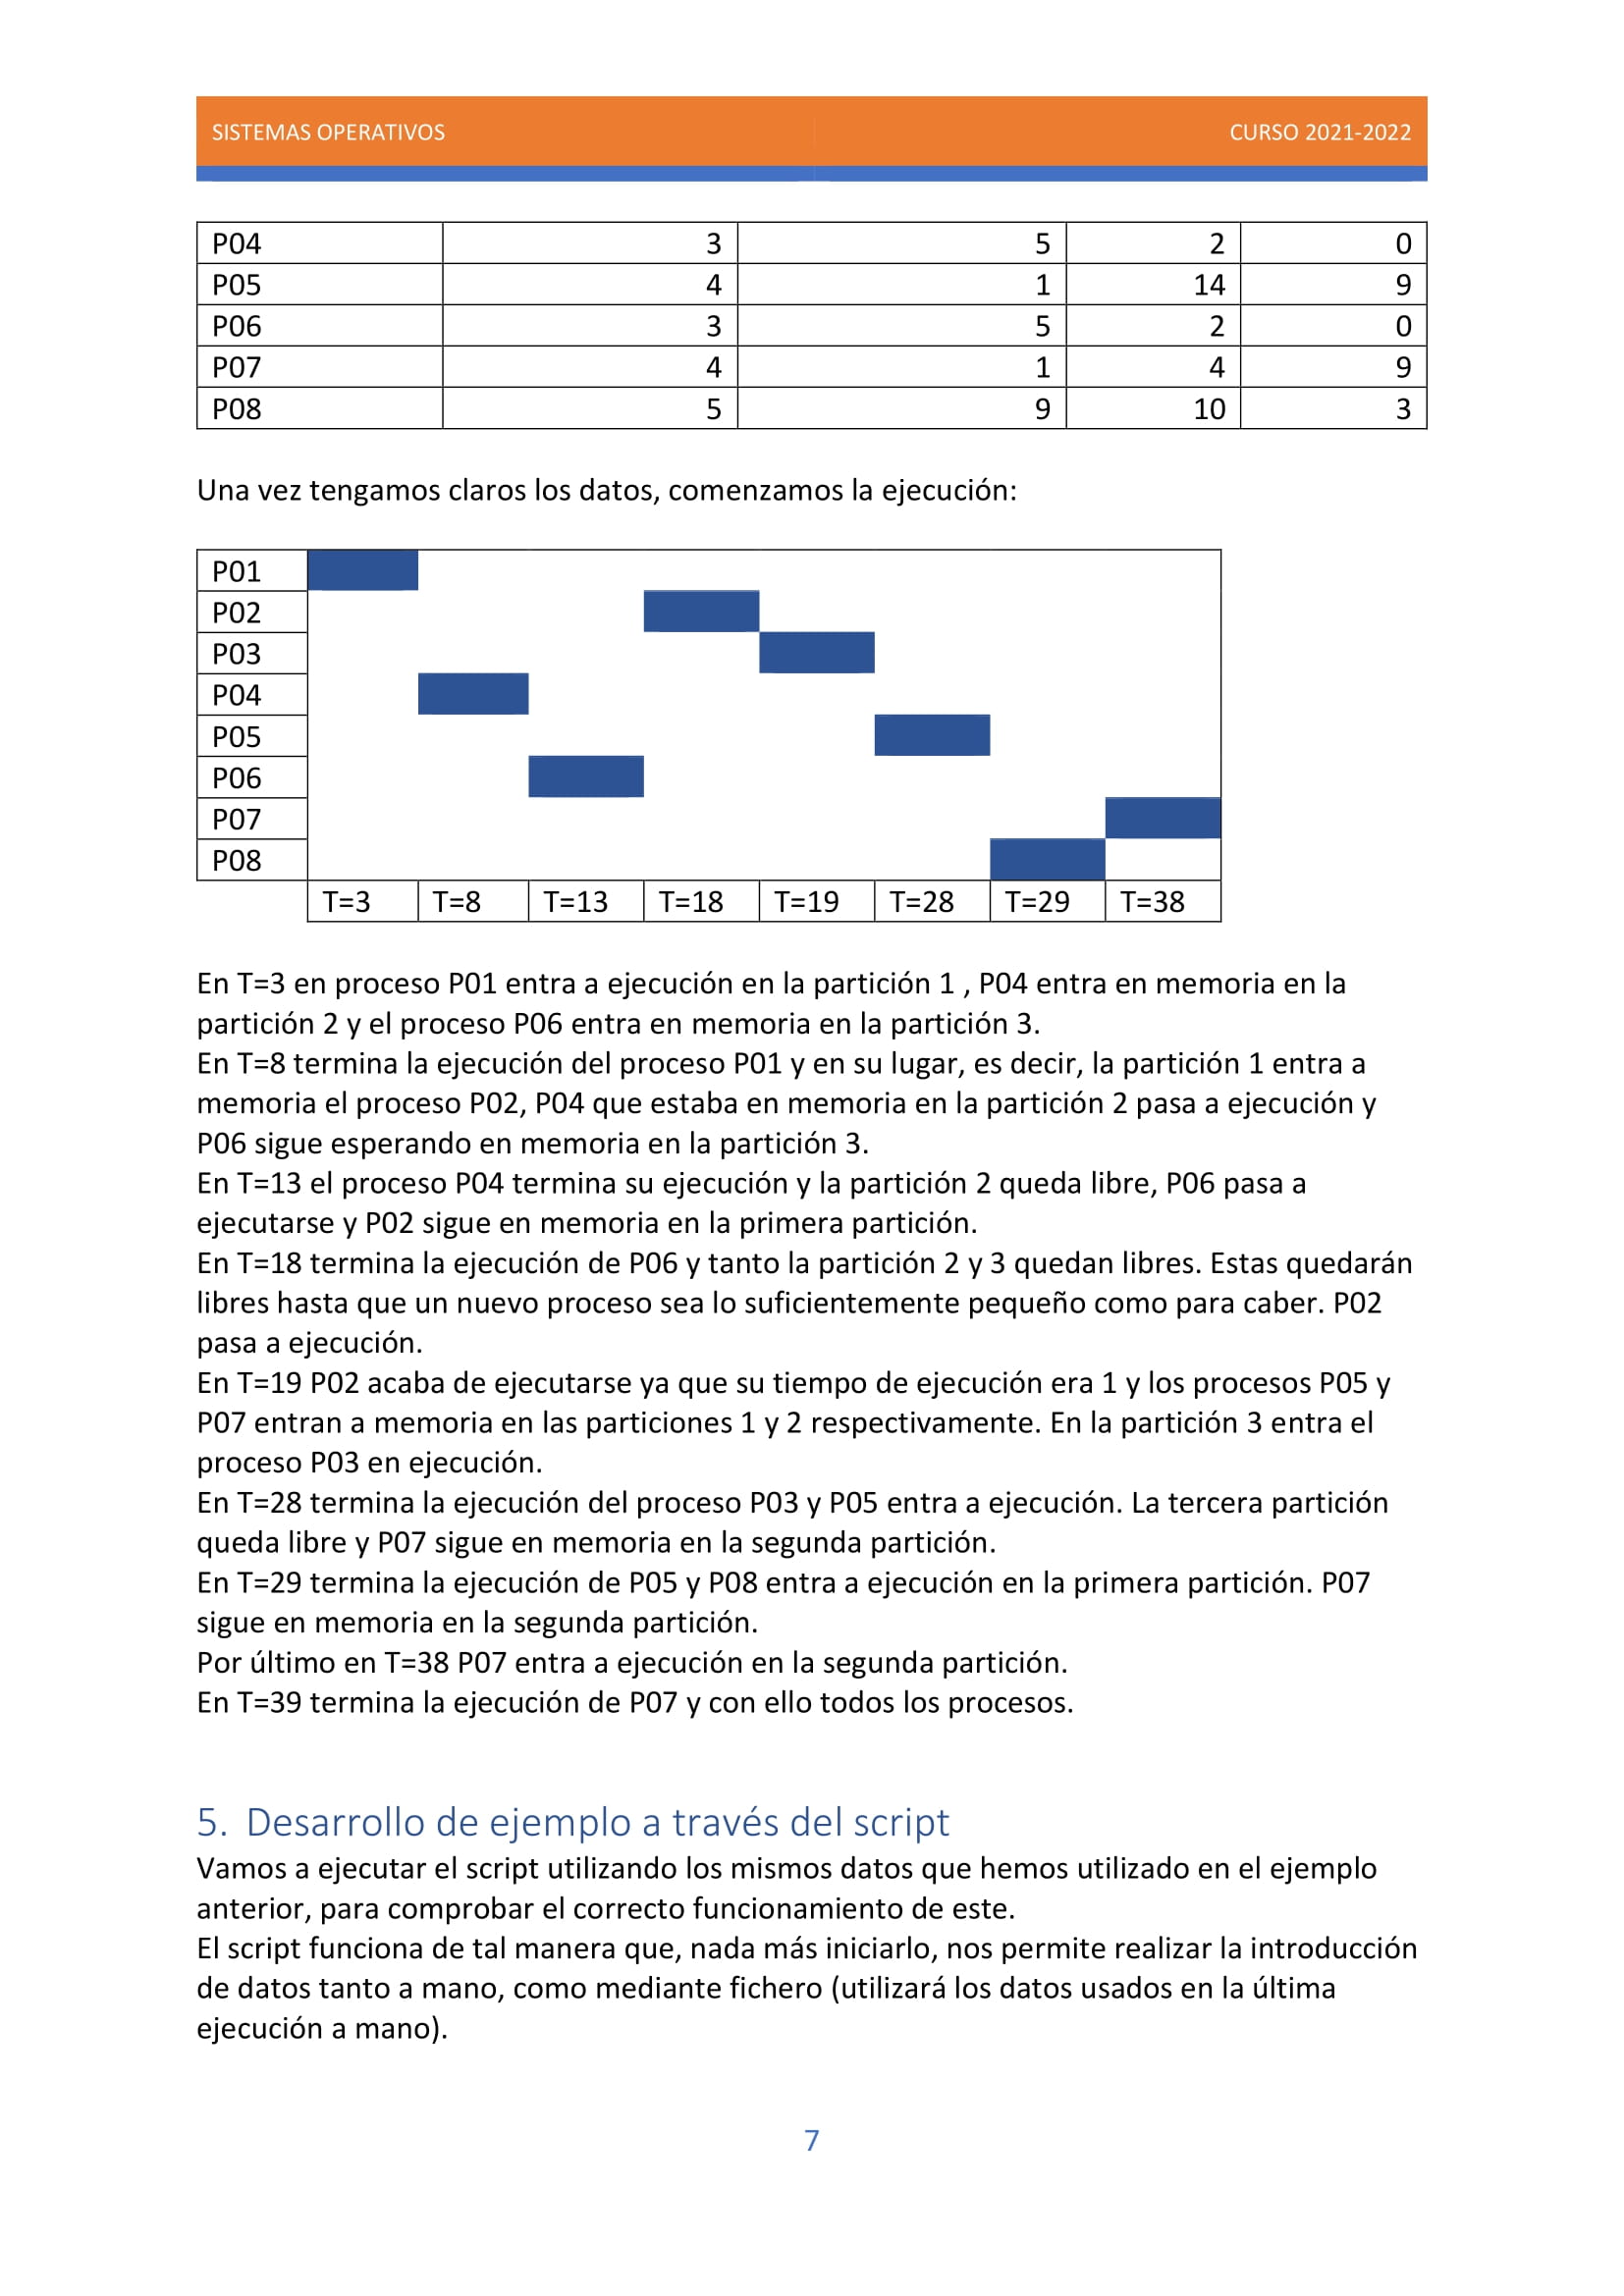 SISTEMAS OPERATIVOS CURSO 2021-2022
P04 3 5 2 0
P05 4 1 14 9
P06 3 5 2 0
P07 4 1 4 9
P08 5 9 10 3
Una vez tengamos claros los datos, comenzamos la ejecución:
P01
P02
P03
P04
P05
P06
P07
P08
T=3 T=8 T=13 T=18 T=19 T=28 T=29 T=38
En T=3 en proceso P01 entra a ejecución en la partición 1 , P04 entra en memoria en la
partición 2 y el proceso P06 entra en memoria en la partición 3.
En T=8 termina la ejecución del proceso P01 y en su lugar, es decir, la partición 1 entra a
memoria el proceso P02, P04 que estaba en memoria en la partición 2 pasa a ejecución y
P06 sigue esperando en memoria en la partición 3.
En T=13 el proceso P04 termina su ejecución y la partición 2 queda libre, P06 pasa a
ejecutarse y P02 sigue en memoria en la primera partición.
En T=18 termina la ejecución de P06 y tanto la partición 2 y 3 quedan libres. Estas quedarán
libres hasta que un nuevo proceso sea lo suficientemente pequeño como para caber. P02
pasa a ejecución.
En T=19 P02 acaba de ejecutarse ya que su tiempo de ejecución era 1 y los procesos P05 y
P07 entran a memoria en las particiones 1 y 2 respectivamente. En la partición 3 entra el
proceso P03 en ejecución.
En T=28 termina la ejecución del proceso P03 y P05 entra a ejecución. La tercera partición
queda libre y P07 sigue en memoria en la segunda partición.
En T=29 termina la ejecución de P05 y P08 entra a ejecución en la primera partición. P07
sigue en memoria en la segunda partición.
Por último en T=38 P07 entra a ejecución en la segunda partición.
En T=39 termina la ejecución de P07 y con ello todos los procesos.
5. Desarrollo de ejemplo a través del script
Vamos a ejecutar el script utilizando los mismos datos que hemos utilizado en el ejemplo
anterior, para comprobar el correcto funcionamiento de este.
El script funciona de tal manera que, nada más iniciarlo, nos permite realizar la introducción
de datos tanto a mano, como mediante fichero (utilizará los datos usados en la última
ejecución a mano).
7